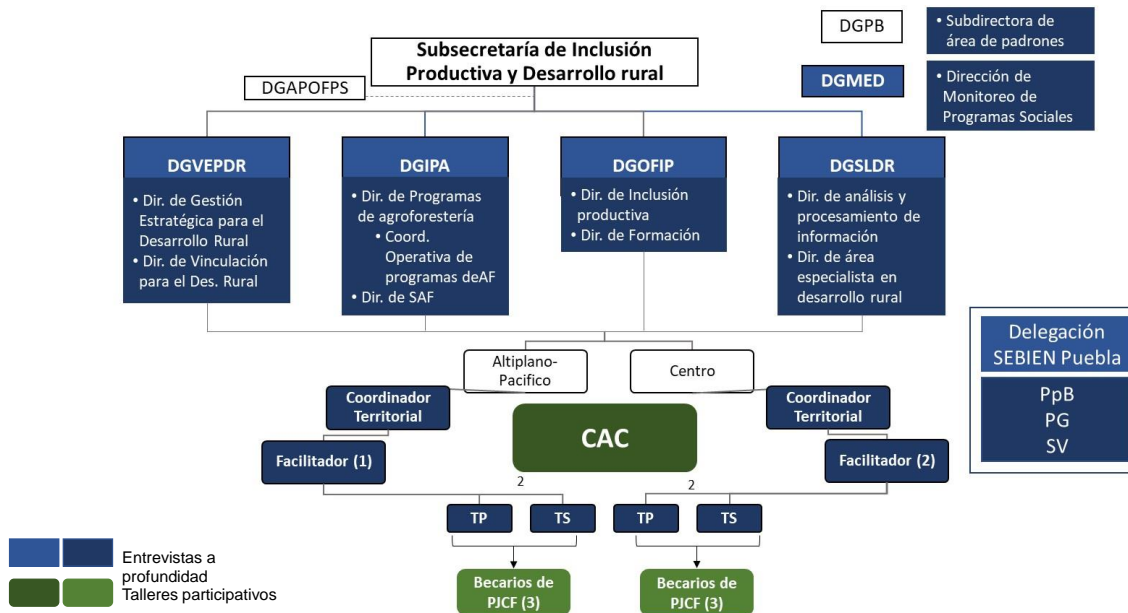 Subsecretaría de Inclusión
Productiva y Desarrollo rural
DGAPOFPS
DGPB
• Subdirectora de
área de padrones
DGMED
• Dirección de
Monitoreo de
Programas Sociales
DGVEPDR
• Dir. de Gestión
Estratégica para el
Desarrollo Rural
• Dir. de Vinculación
para el Des. Rural
DGIPA
• Dir. de Programas
de agroforestería
• Coord.
Operativa de
programas deAF
• Dir. de SAF
DGOFIP
• Dir. de Inclusión
productiva
• Dir. de Formación
DGSLDR
• Dir. de análisis y
procesamiento de
información
• Dir. de área
especialista en
desarrollo rural
Altiplano-
Pacifico
Centro
Coordinador
Territorial
Coordinador
Territorial
CAC
Facilitador (1)
Facilitador (2)
2
2
TP
TS
TP
TS
Becarios de
PJCF (3)
Becarios de
PJCF (3)
Delegación
SEBIEN Puebla
PpB
PG
SV
Entrevistas a
profundidad
Talleres participativos